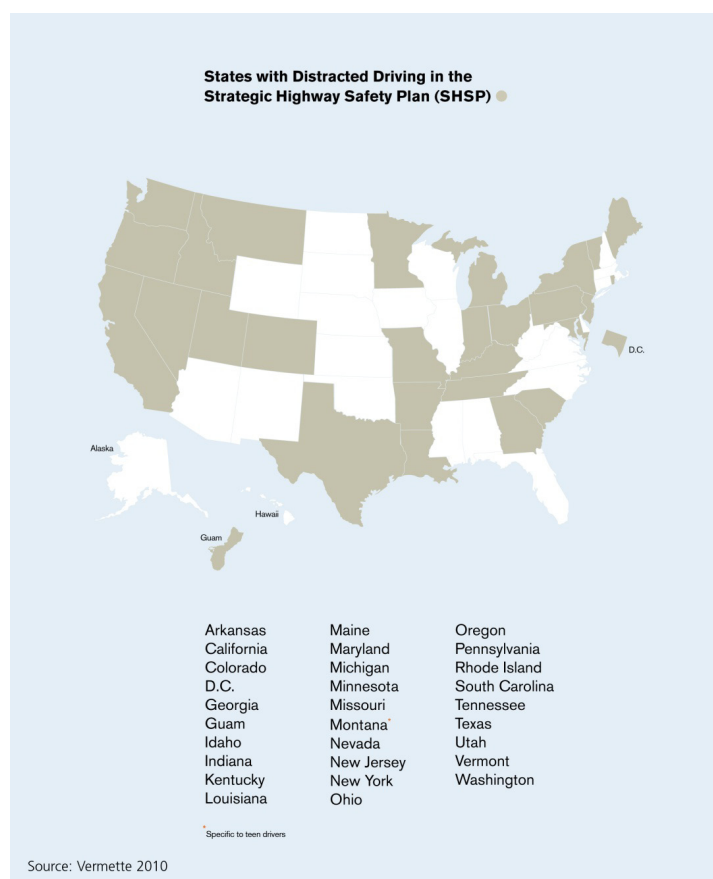 States with Distracted Driving in the
Strategic Highway Safety Plan (SHSP)
D.C.
Alaska
Hawaii
Guam
Arkansas
California
Colorado
D.C.
Georgia
Guam
Idaho
Indiana
Kentucky
Louisiana
Maine
Maryland
Michigan
Minnesota
Missouri
Montana*
Nevada
New Jersey
New York
Ohio
Oregon
Pennsylvania
Rhode Island
South Carolina
Tennessee
Texas
Utah
Vermont
Washington
* Specific to teen drivers
Source: Vermette 2010